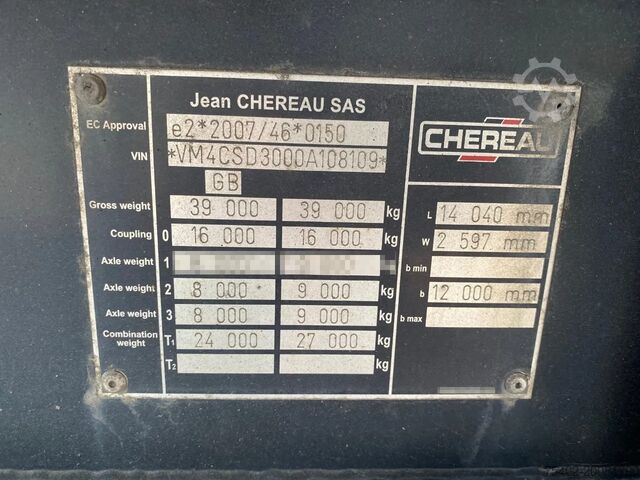 Jean CHEREAU SAS
EC Approval e2*2007/46*0150
VIN *VM4CSD3000A108109*
GB
Gross weight 39 000 39 000 kg
Coupling 0 16 000 16 000 kg
Axle weight 1
Axle weight 2 8 000 9 000 kg
Axle weight 3 8 000 9 000 kg
Combination weight T1 24 000 27 000 kg
T2 kg
CHEREAU
L 14 040 mm
W 2 597 mm
b min
b 12 000 mm
b max